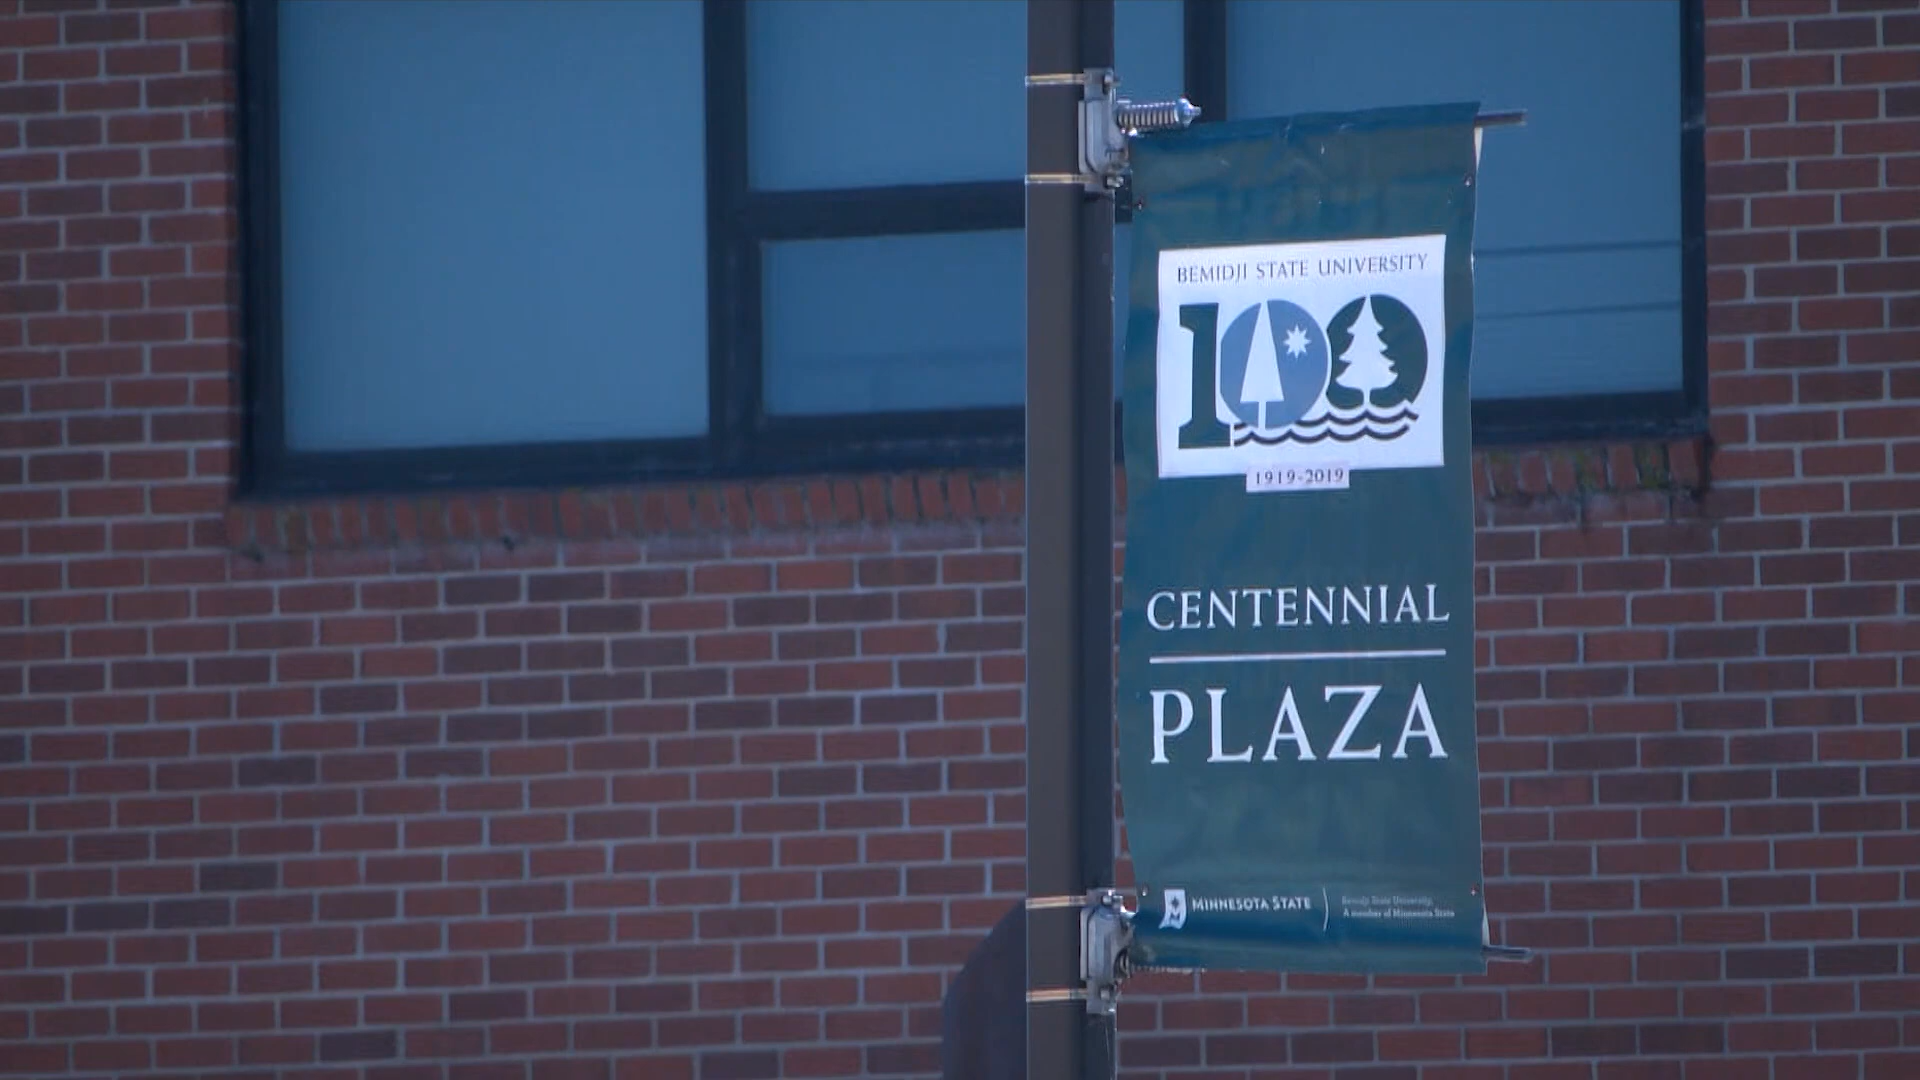 BEMIDJI STATE UNIVERSITY
100
1919-2019
CENTENNIAL
PLAZA
MINNESOTA STATE
Bemidji State University,
A member of Minnesota State